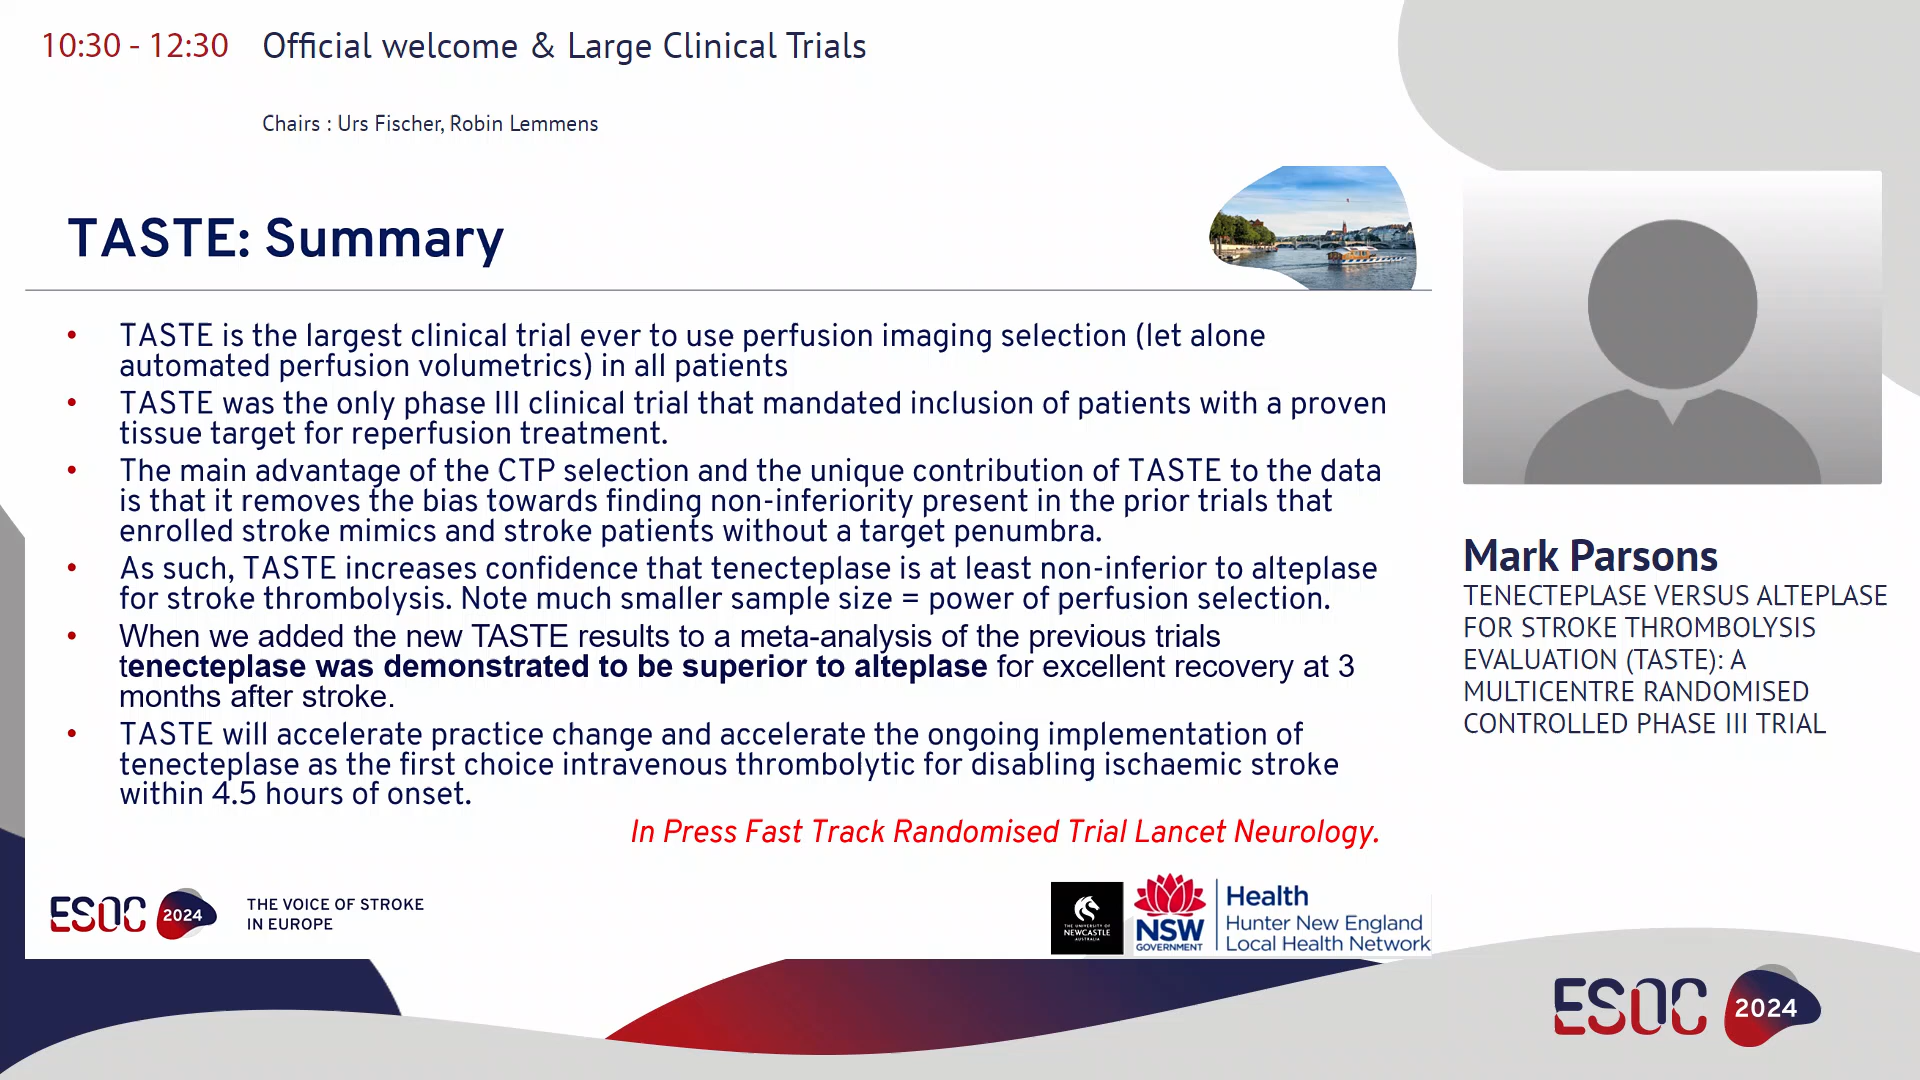 10:30 - 12:30 Official welcome & Large Clinical Trials
Chairs : Urs Fischer, Robin Lemmens
TASTE: Summary
• TASTE is the largest clinical trial ever to use perfusion imaging selection (let alone
automated perfusion volumetrics) in all patients
• TASTE was the only phase III clinical trial that mandated inclusion of patients with a proven
tissue target for reperfusion treatment.
• The main advantage of the CTP selection and the unique contribution of TASTE to the data
is that it removes the bias towards finding non-inferiority present in the prior trials that
enrolled stroke mimics and stroke patients without a target penumbra.
• As such, TASTE increases confidence that tenecteplase is at least non-inferior to alteplase
for stroke thrombolysis. Note much smaller sample size = power of perfusion selection.
• When we added the new TASTE results to a meta-analysis of the previous trials
tenecteplase was demonstrated to be superior to alteplase for excellent recovery at 3
months after stroke.
• TASTE will accelerate practice change and accelerate the ongoing implementation of
tenecteplase as the first choice intravenous thrombolytic for disabling ischaemic stroke
within 4.5 hours of onset.
In Press Fast Track Randomised Trial Lancet Neurology.
ESOC 2024
THE VOICE OF STROKE
IN EUROPE
THE UNIVERSITY OF
NEWCASTLE
AUSTRALIA
NSW
GOVERNMENT
Health
Hunter New England
Local Health Network
Mark Parsons
TENECTEPLASE VERSUS ALTEPLASE
FOR STROKE THROMBOLYSIS
EVALUATION (TASTE): A
MULTICENTRE RANDOMISED
CONTROLLED PHASE III TRIAL
ESOC 2024